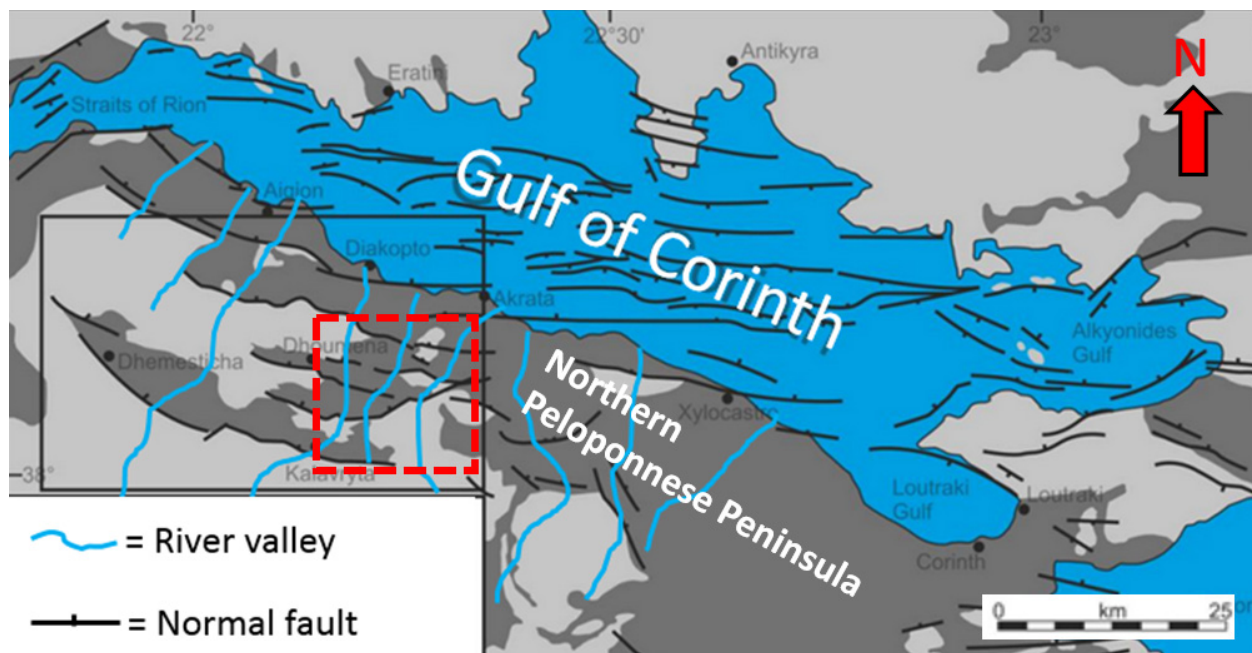 22°
22°30'
23°
N
Antikyra
Eratini
Straits of Rion
Gulf of Corinth
Aigion
Diakopto
Akrata
Alkyonides
Gulf
Dhoumena
Dhemesticha
Northern
Peloponnese Peninsula
Xylocastro
38°
Kalavryta
Loutraki
Gulf
Loutraki
Corinth
= River valley
= Normal fault
0 km 25